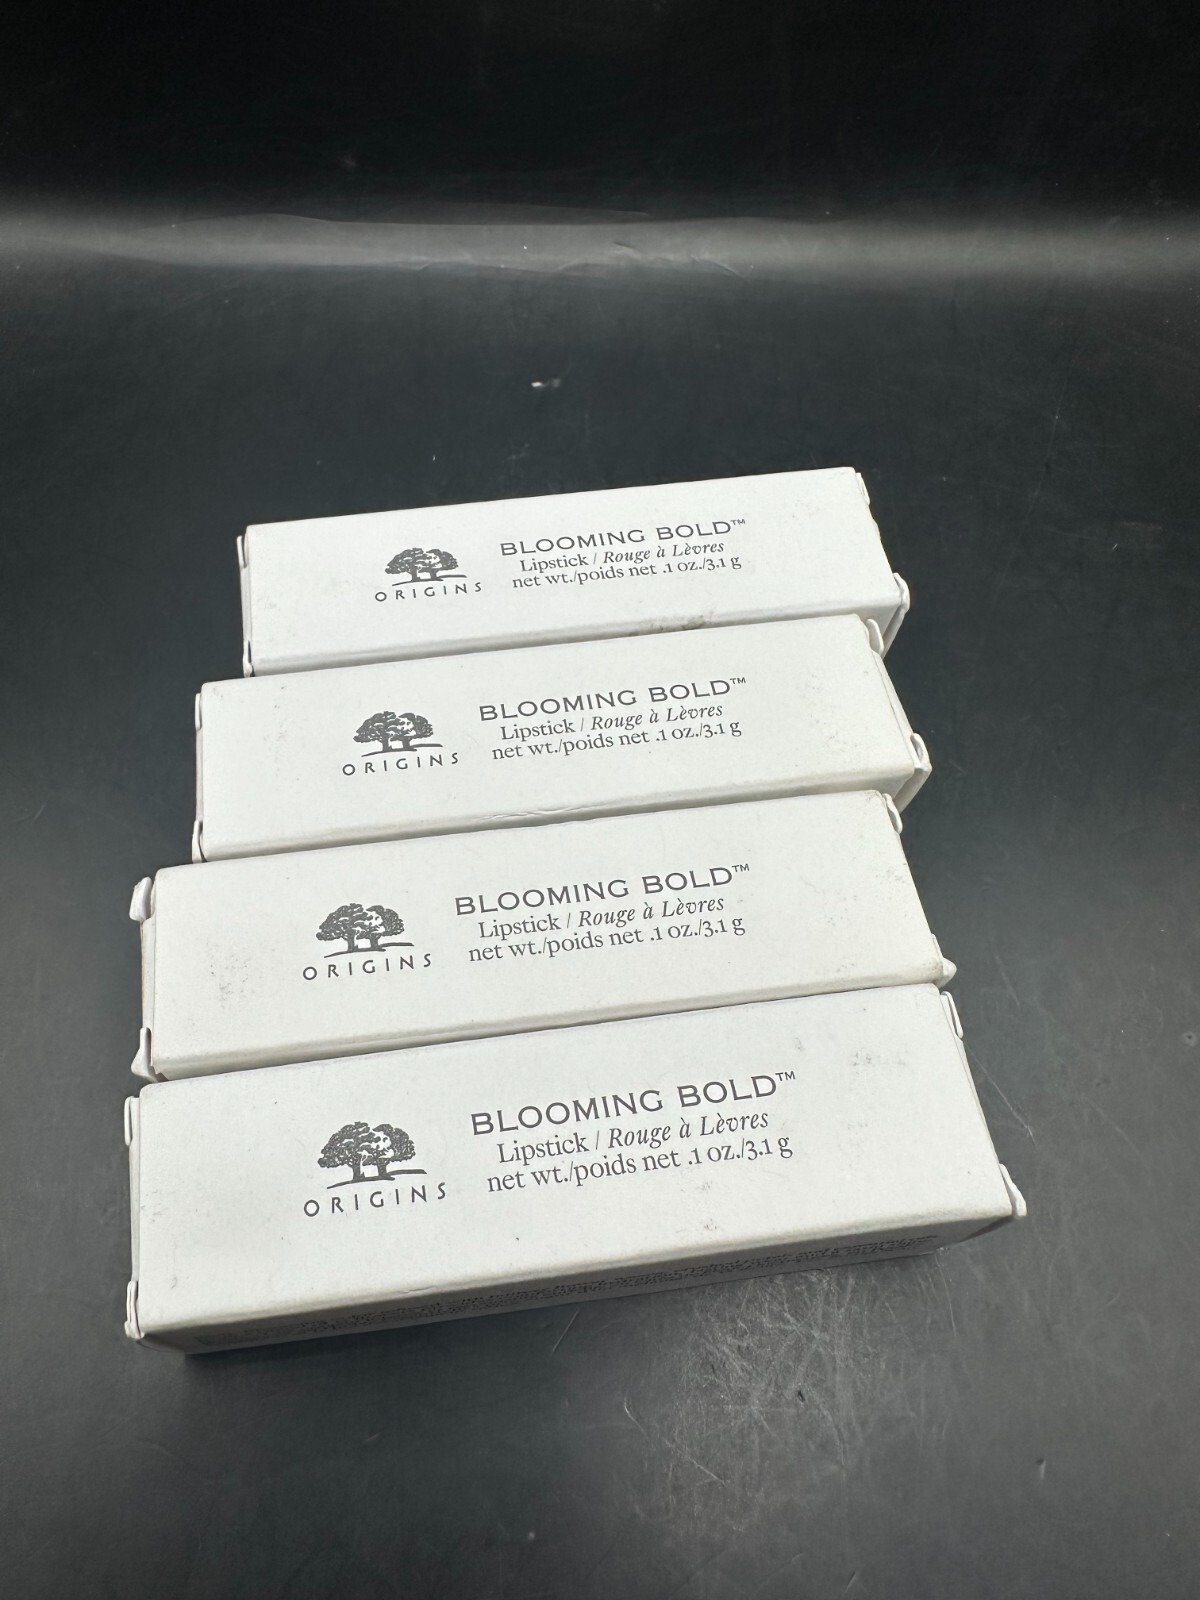 ORIGINS
BLOOMING BOLD™
Lipstick / Rouge à Lèvres
net wt./poids net .1 oz./3.1 g
ORIGINS
BLOOMING BOLD™
Lipstick / Rouge à Lèvres
net wt./poids net .1 oz./3.1 g
ORIGINS
BLOOMING BOLD™
Lipstick / Rouge à Lèvres
net wt./poids net .1 oz./3.1 g
ORIGINS
BLOOMING BOLD™
Lipstick / Rouge à Lèvres
net wt./poids net .1 oz./3.1 g